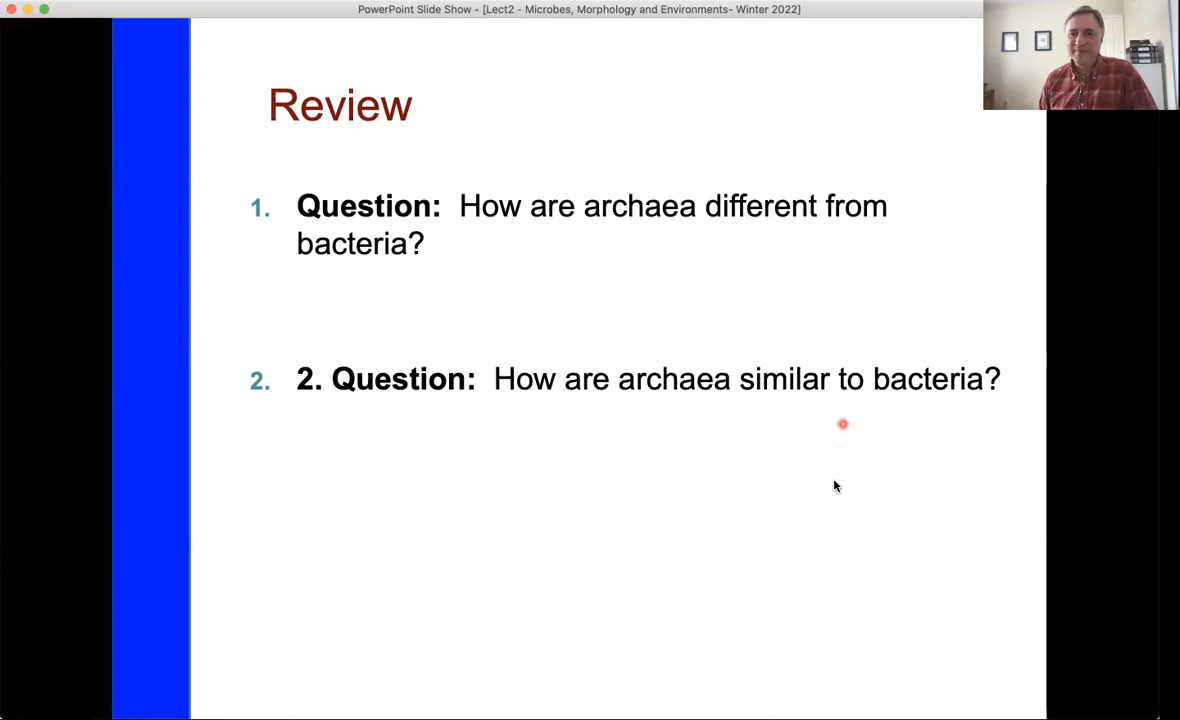 PowerPoint Slide Show - [Lect2 - Microbes, Morphology and Environments- Winter 2022]
Review
1. Question: How are archaea different from
bacteria?
2. 2. Question: How are archaea similar to bacteria?